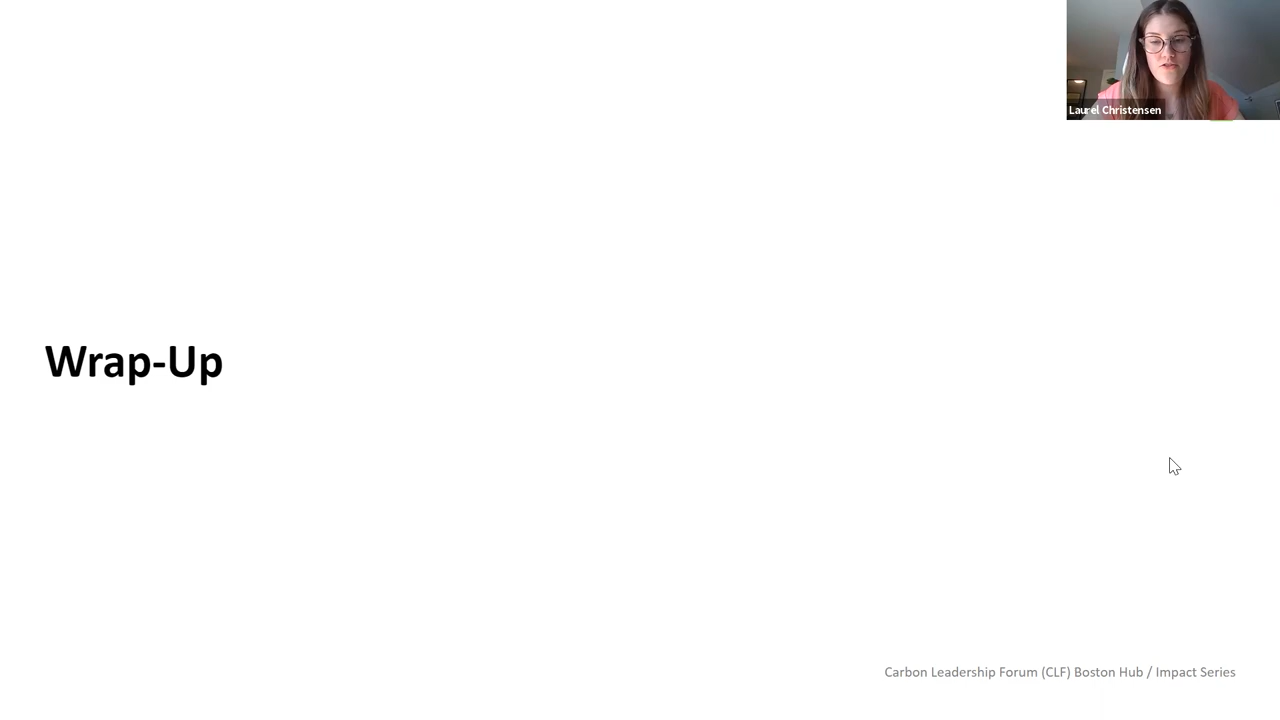 Laurel Christensen
Wrap-Up
Carbon Leadership Forum (CLF) Boston Hub / Impact Series